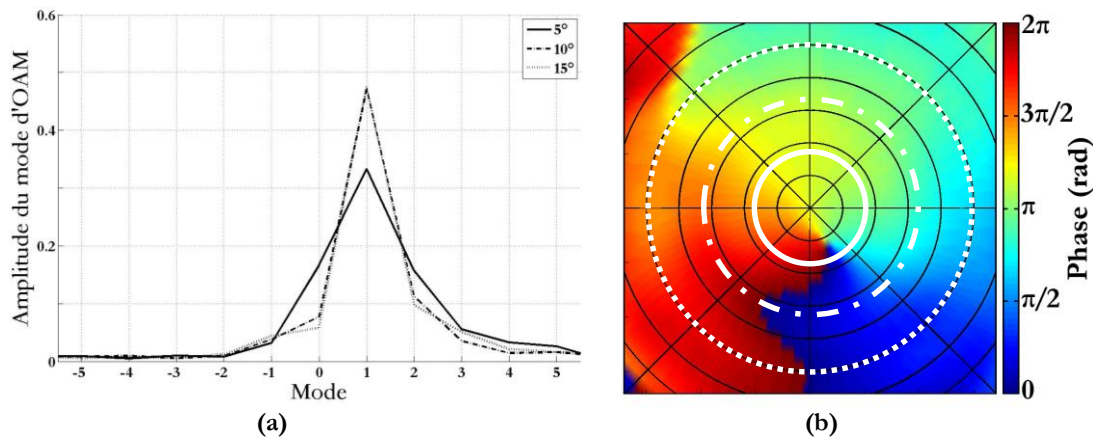 0.6
0.4
0.2
0
-5 -4 -3 -2 -1 0 1 2 3 4 5
Amplitude du mode d'OAM
Mode
5°
10°
15°
(a)
2π
3π/2
π
π/2
0
Phase (rad)
(b)